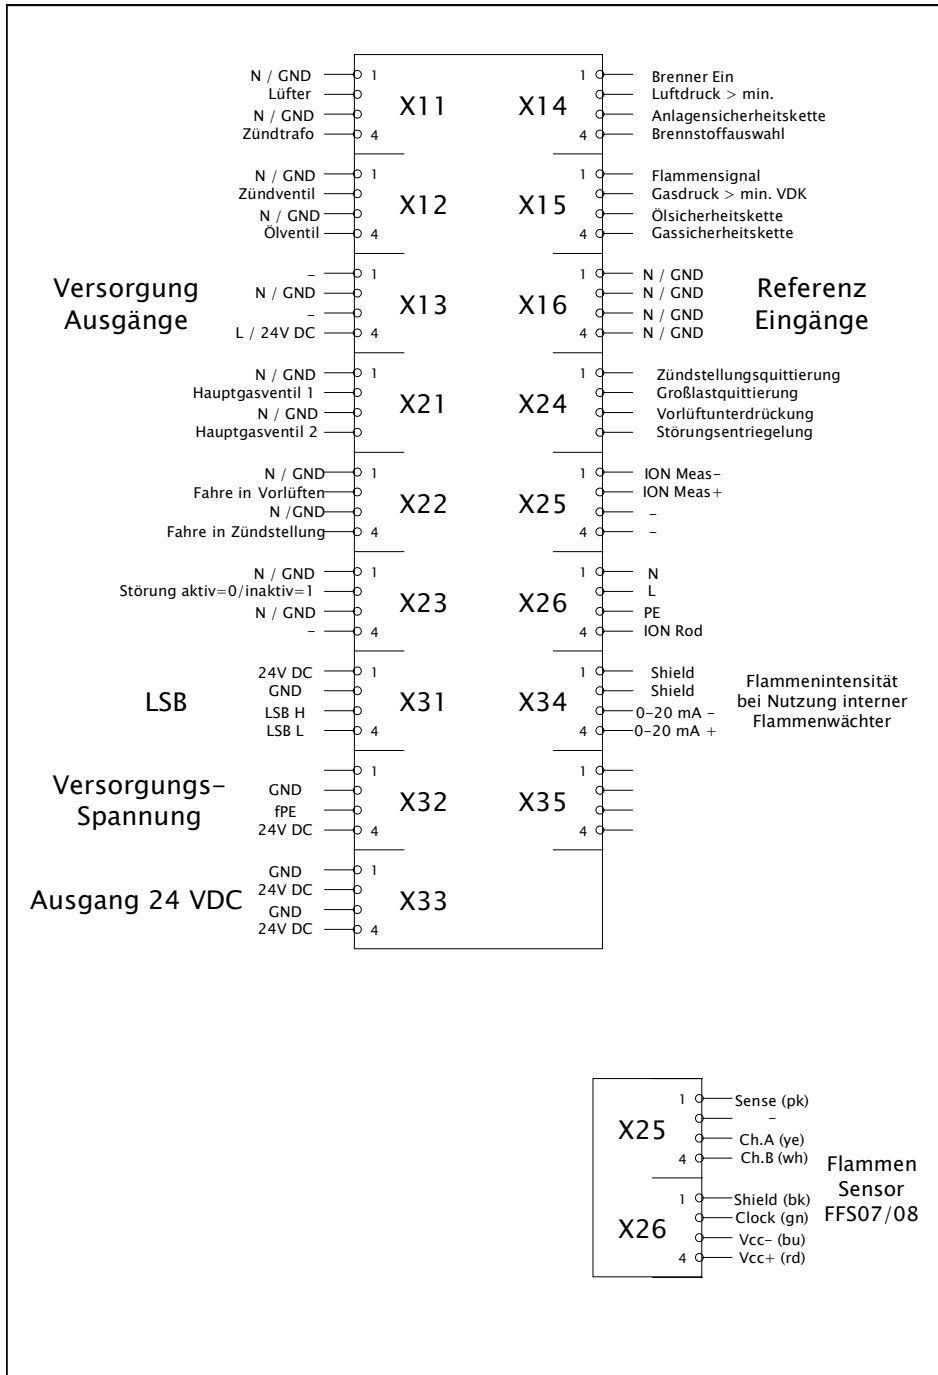 N / GND 1
Lüfter
N / GND
Zündtrafo 4
X11
1 Brenner Ein
Luftdruck > min.
Anlagensicherheitskette
4 Brennstoffauswahl
X14
N / GND 1
Zündventil
N / GND
Ölventil 4
X12
1 Flammensignal
Gasdruck > min. VDK
Ölsicherheitskette
4 Gassicherheitskette
X15
Versorgung
Ausgänge
- 1
N / GND
-
L / 24V DC 4
X13
1 N / GND
N / GND
N / GND
4 N / GND
X16
Referenz
Eingänge
N / GND 1
Hauptgasventil 1
N / GND
Hauptgasventil 2
X21
1 Zündstellungsquittierung
Großlastquittierung
Vorlüftunterdrückung
Störungsentriegelung
X24
N / GND 1
Fahre in Vorlüften
N /GND
Fahre in Zündstellung 4
X22
1 ION Meas-
ION Meas+
-
4 -
X25
N / GND 1
Störung aktiv=0/inaktiv=1
N / GND
- 4
X23
1 N
L
PE
4 ION Rod
X26
LSB
24V DC 1
GND
LSB H
LSB L 4
X31
1 Shield
Shield
0-20 mA -
4 0-20 mA +
X34
Flammenintensität
bei Nutzung interner
Flammenwächter
Versorgungs-
Spannung
1
GND
fPE
24V DC 4
X32
1
4
X35
Ausgang 24 VDC
GND 1
24V DC
GND
24V DC 4
X33
1 Sense (pk)
-
Ch.A (ye)
4 Ch.B (wh)
X25
1 Shield (bk)
Clock (gn)
Vcc- (bu)
4 Vcc+ (rd)
X26
Flammen
Sensor
FFS07/08